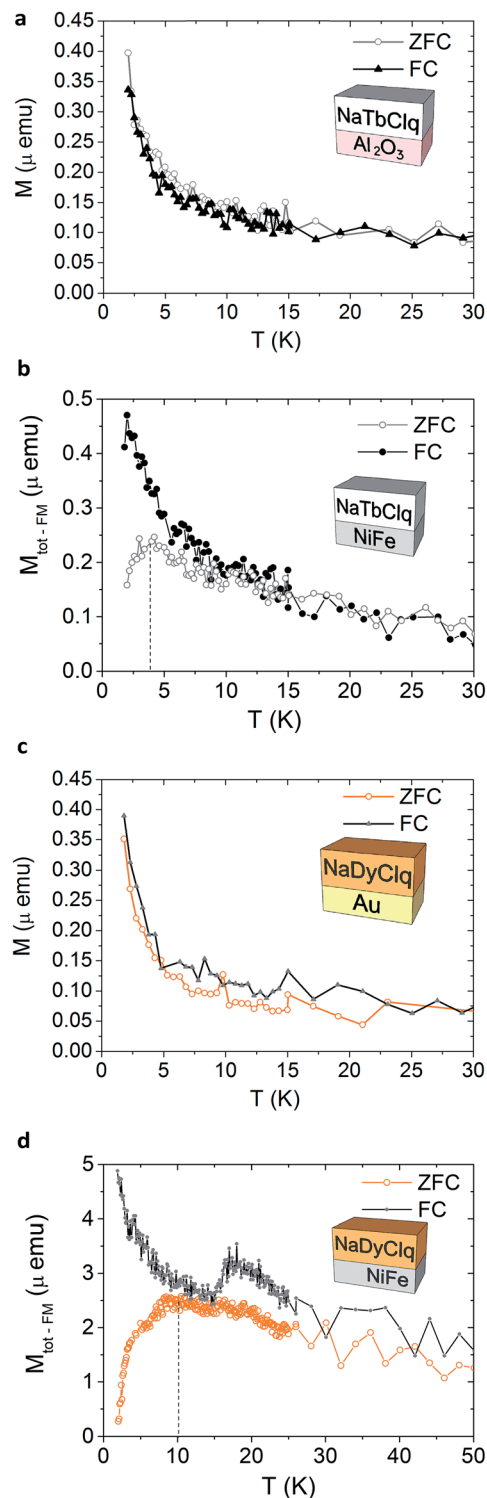 a
0.45
0.40
0.35
0.30
0.25
0.20
0.15
0.10
0.05
0.00
M (μ emu)
ZFC
FC
NaTbClq
Al2O3
0 5 10 15 20 25 30
T (K)
b
0.5
0.4
0.3
0.2
0.1
0.0
Mtot - FM (μ emu)
ZFC
FC
NaTbClq
NiFe
0 5 10 15 20 25 30
T (K)
c
0.45
0.40
0.35
0.30
0.25
0.20
0.15
0.10
0.05
0.00
M (μ emu)
ZFC
FC
NaDyClq
Au
0 5 10 15 20 25 30
T (K)
d
5
4
3
2
1
0
Mtot - FM (μ emu)
ZFC
FC
NaDyClq
NiFe
0 10 20 30 40 50
T (K)